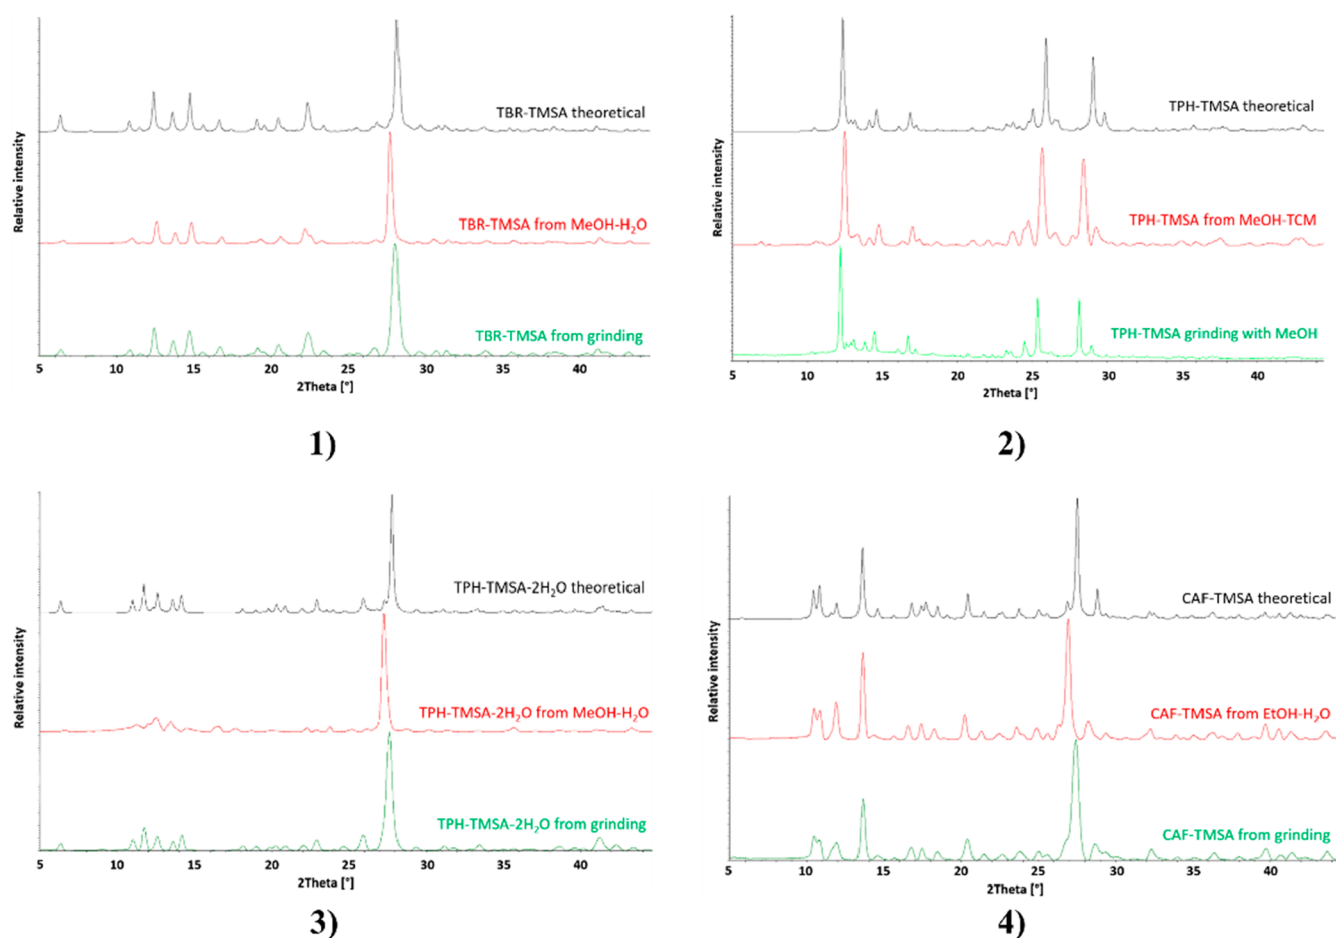 Relative intensity
TBR-TMSA theoretical
TBR-TMSA from MeOH-H₂O
TBR-TMSA from grinding
5 10 15 20 25 30 35 40
2Theta [°]
1)
Relative intensity
TPH-TMSA theoretical
TPH-TMSA from MeOH-TCM
TPH-TMSA grinding with MeOH
5 10 15 20 25 30 35 40
2Theta [°]
2)
Relative intensity
TPH-TMSA-2H₂O theoretical
TPH-TMSA-2H₂O from MeOH-H₂O
TPH-TMSA-2H₂O from grinding
5 10 15 20 25 30 35 40
2Theta [°]
3)
Relative intensity
CAF-TMSA theoretical
CAF-TMSA from EtOH-H₂O
CAF-TMSA from grinding
5 10 15 20 25 30 35 40
2Theta [°]
4)